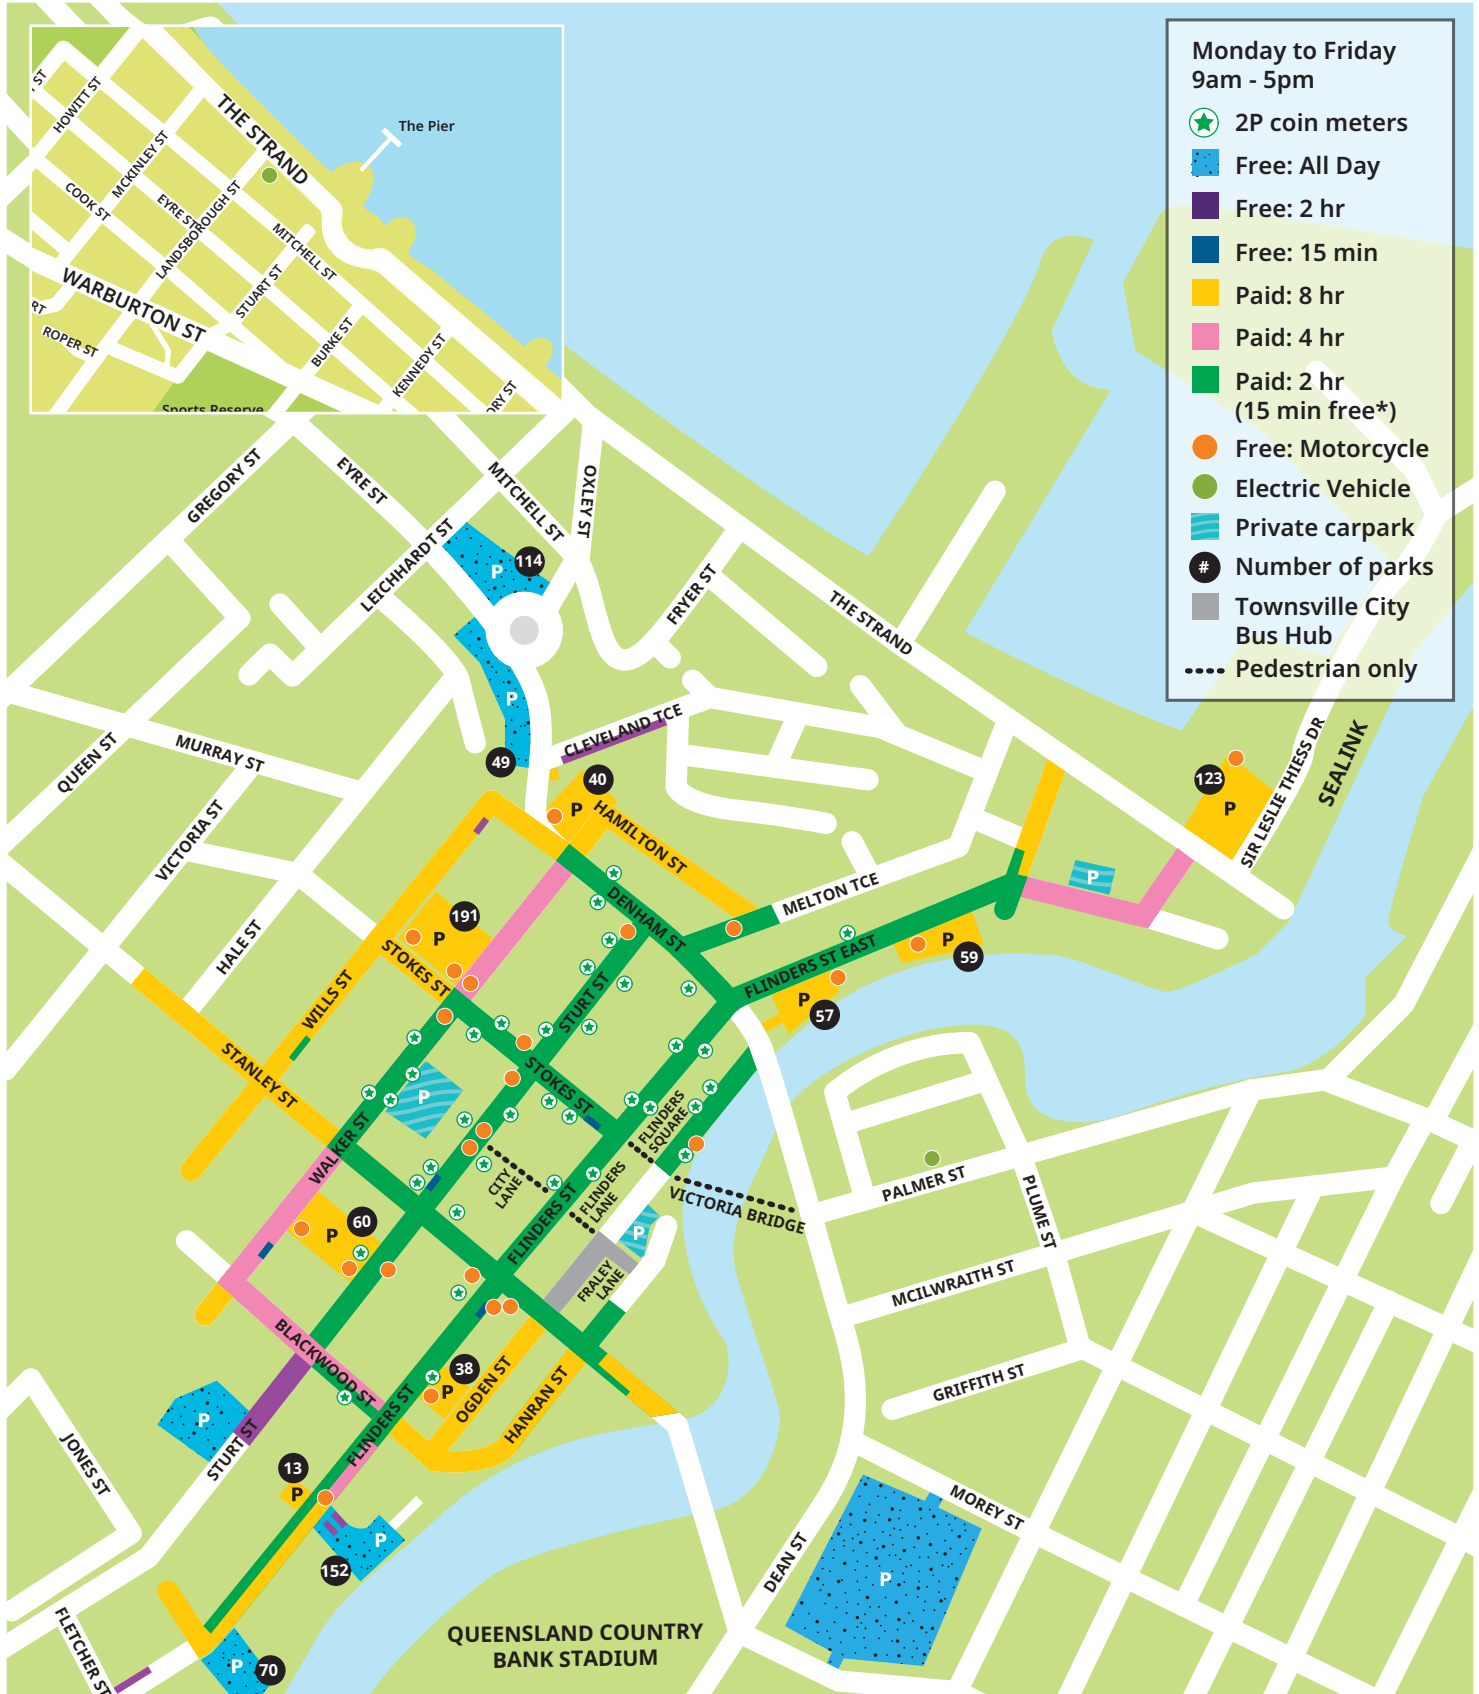 Monday to Friday
9am - 5pm
2P coin meters
Free: All Day
Free: 2 hr
Free: 15 min
Paid: 8 hr
Paid: 4 hr
Paid: 2 hr
(15 min free*)
Free: Motorcycle
Electric Vehicle
Private carpark
#
Number of parks
Townsville City
Bus Hub
Pedestrian only
ST
HOWITT ST
MCKINLEY ST
THE STRAND
The Pier
COOK ST
EYRE ST
LANDSBOROUGH ST
MITCHELL ST
STUART ST
WARBURTON ST
RT
ROPER ST
BURKE ST
KENNEDY ST
ORY ST
Sports Reserve
GREGORY ST
EYRE ST
MITCHELL ST
OXLEY ST
LEICHHARDT ST
P
114
FRYER ST
THE STRAND
P
49
CLEVELAND TCE
MURRAY ST
QUEEN ST
VICTORIA ST
HALE ST
40
P
HAMILTON ST
123
P
SIR LESLIE THIESS DR
SEALINK
P
MELTON TCE
DENHAM ST
191
P
STOKES ST
WILLS ST
STURT ST
FLINDERS ST EAST
P
59
P
57
STANLEY ST
STOKES ST
P
WALKER ST
FLINDERS
SQUARE
CITY
LANE
FLINDERS
LANE
FLINDERS ST
VICTORIA BRIDGE
P
FRALEY
LANE
PALMER ST
PLUME ST
MCILWRAITH ST
GRIFFITH ST
60
P
BLACKWOOD ST
38
P
OGDEN ST
HANRAN ST
FLINDERS ST
P
STURT ST
JONES ST
13
P
P
152
FLETCHER ST
P
70
MOREY ST
DEAN ST
P
QUEENSLAND COUNTRY
BANK STADIUM